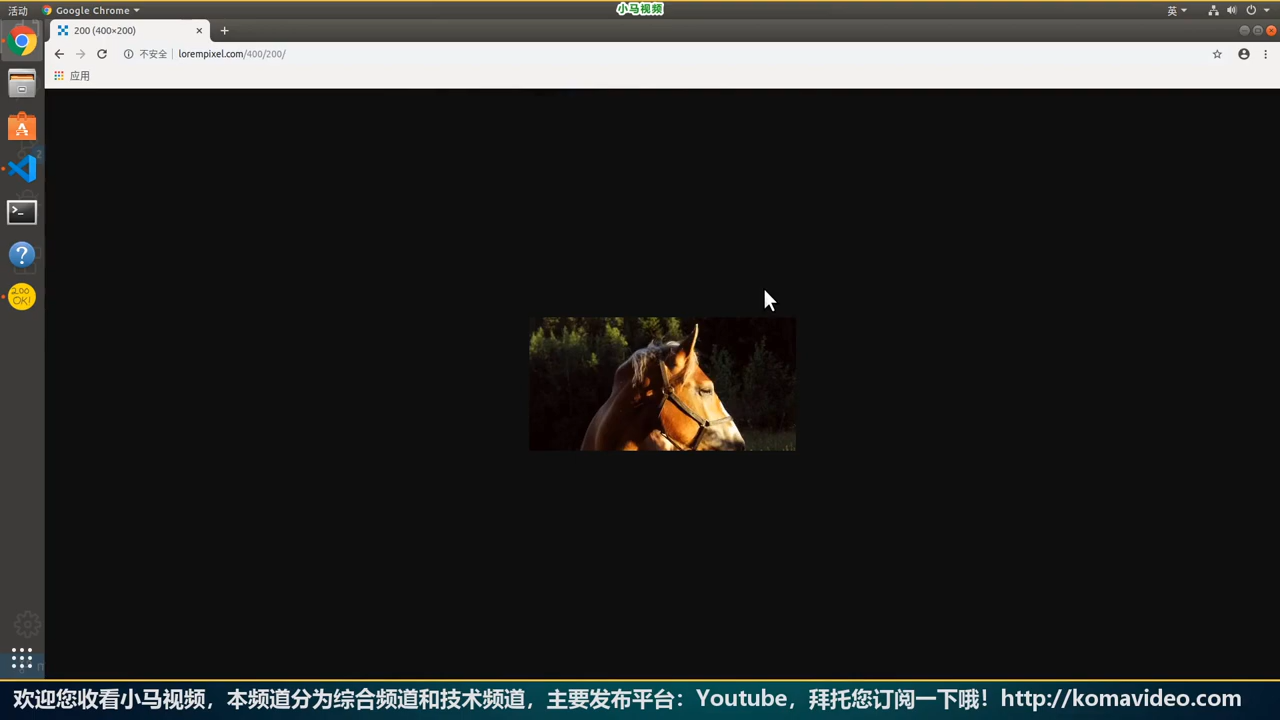 活动
Google Chrome
小马视频
英
200 (400×200)
不安全
lorempixel.com/400/200/
应用
200
OK!
欢迎您收看小马视频，本频道分为综合频道和技术频道，主要发布平台：Youtube，拜托您订阅一下哦！http://komavideo.com